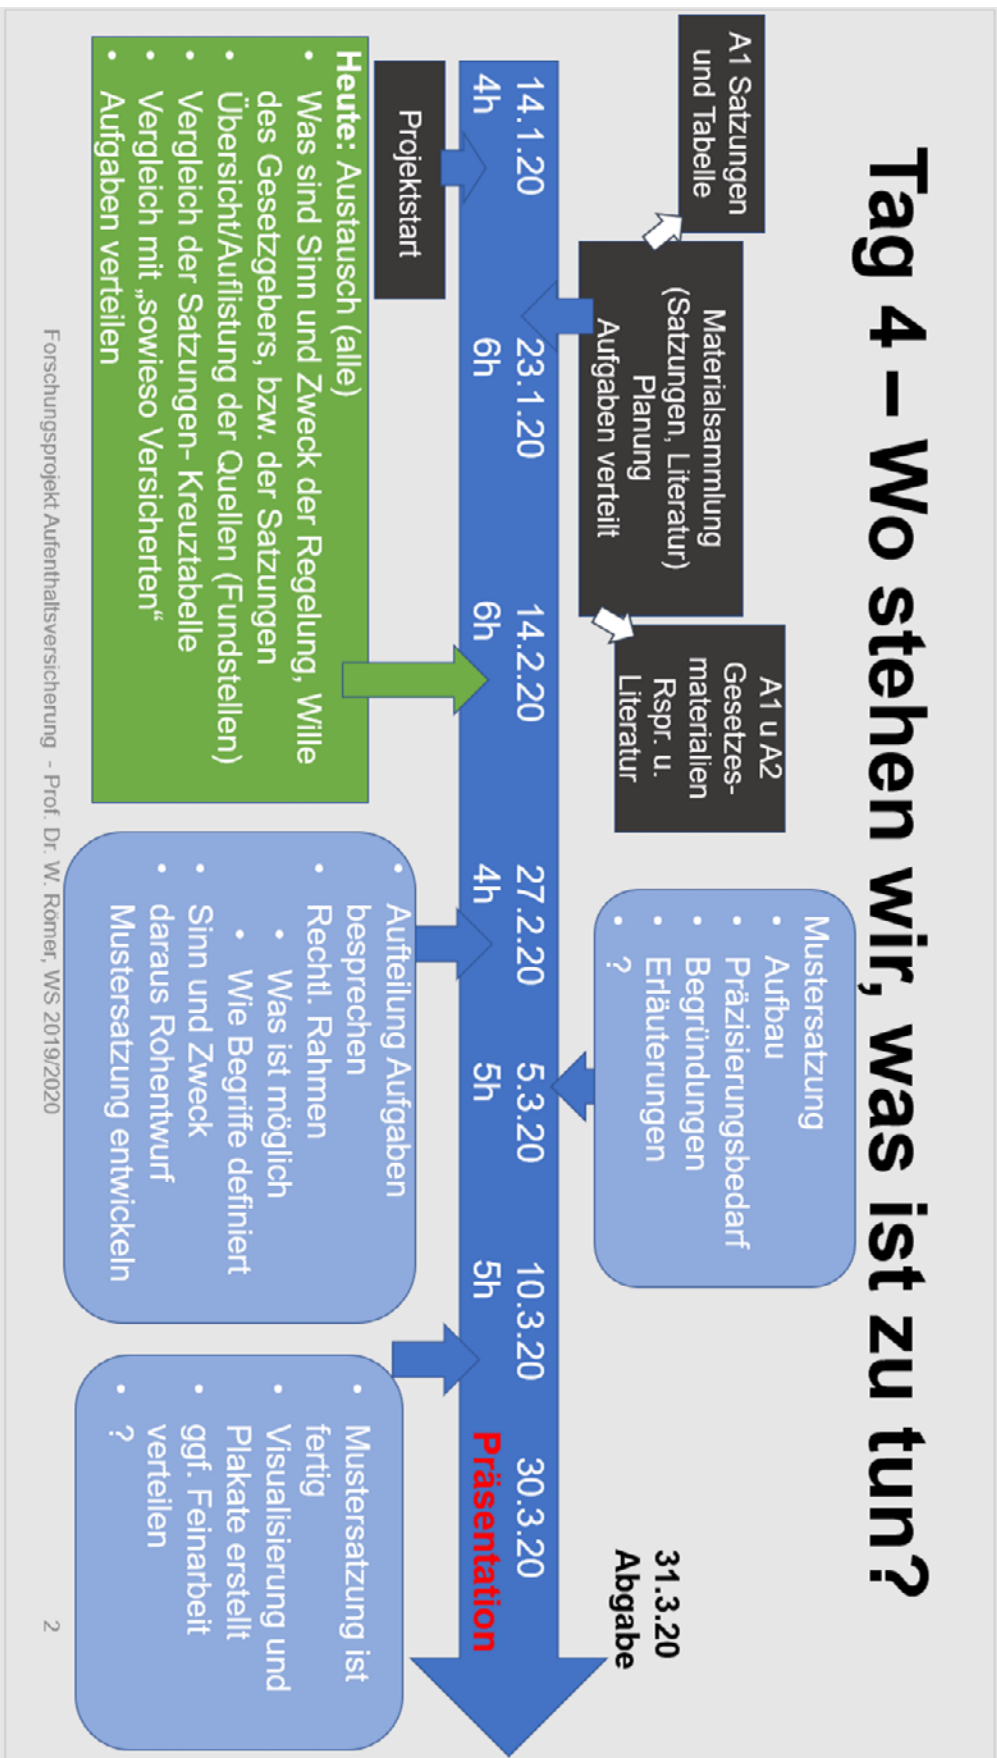 Tag 4 – Wo stehen wir, was ist zu tun?
A1 Satzungen
und Tabelle
Materialsammlung
(Satzungen, Literatur)
Planung
Aufgaben verteilt
A1 u A2
Gesetzes-
materialien
Rspr. u.
Literatur
Mustersatzung
• Aufbau
• Präzisierungsbedarf
• Begründungen
• Erläuterungen
• ?
31.3.20
Abgabe
14.1.20 23.1.20 14.2.20 27.2.20 5.3.20 10.3.20 30.3.20
4h 6h 6h 4h 5h 5h Präsentation
Projektstart
Heute: Austausch (alle)
• Was sind Sinn und Zweck der Regelung, Wille
des Gesetzgebers, bzw. der Satzungen
• Übersicht/Auflistung der Quellen (Fundstellen)
• Vergleich der Satzungen- Kreuztabelle
• Vergleich mit „sowieso Versicherten“
• Aufgaben verteilen
• Aufteilung Aufgaben
besprechen
• Rechtl. Rahmen
• Was ist möglich
• Wie Begriffe definiert
• Sinn und Zweck
• daraus Rohentwurf
Mustersatzung entwickeln
• Mustersatzung ist
fertig
• Visualisierung und
Plakate erstellt
• ggf. Feinarbeit
verteilen
• ?
Forschungsprojekt Aufenthaltsversicherung - Prof. Dr. W. Römer, WS 2019/2020
2